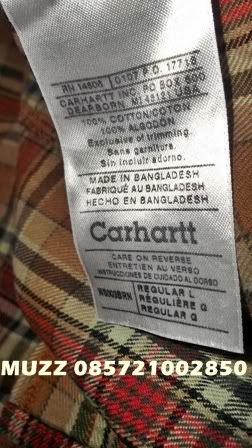 RN 14806 0107 P.O. 17718
CARHARTT INC. PO BOX 600
DEARBORN MI 48121, USA
100% COTTON/COTON
100% ALGODON
Exclusive of trimming.
Sans garniture.
Sin incluir adorno.
MADE IN BANGLADESH
FABRIQUÉ AU BANGLADESH
HECHO EN BANGLADESH
Carhartt
CARE ON REVERSE
ENTRETIEN AU VERSO
INSTRUCCIONES DE CUIDADO AL DORSO
REGULAR L
RÉGULIÈRE G
REGULAR G
MUZZ 085721002850